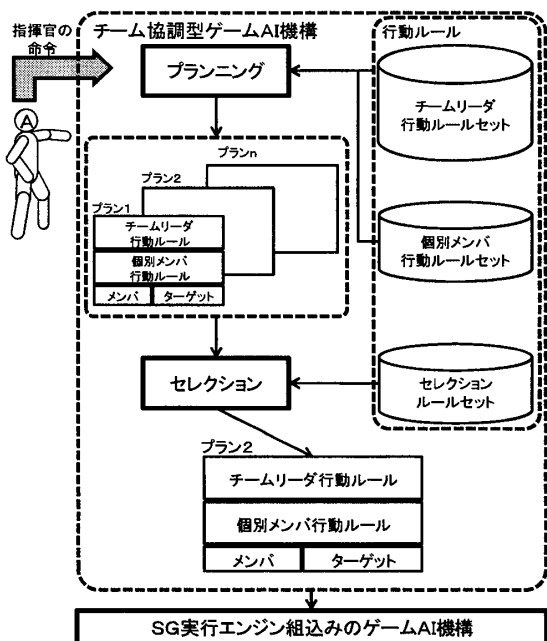 指揮官の
命令
A
チーム協調型ゲームAI機構
プランニング
行動ルール
チームリーダ
行動ルールセット
個別メンバ
行動ルールセット
セレクション
ルールセット
プランn
プラン2
プラン1
チームリーダ
行動ルール
個別メンバ
行動ルール
メンバ
ターゲット
セレクション
プラン2
チームリーダ行動ルール
個別メンバ行動ルール
メンバ
ターゲット
SG実行エンジン組込みのゲームAI機構